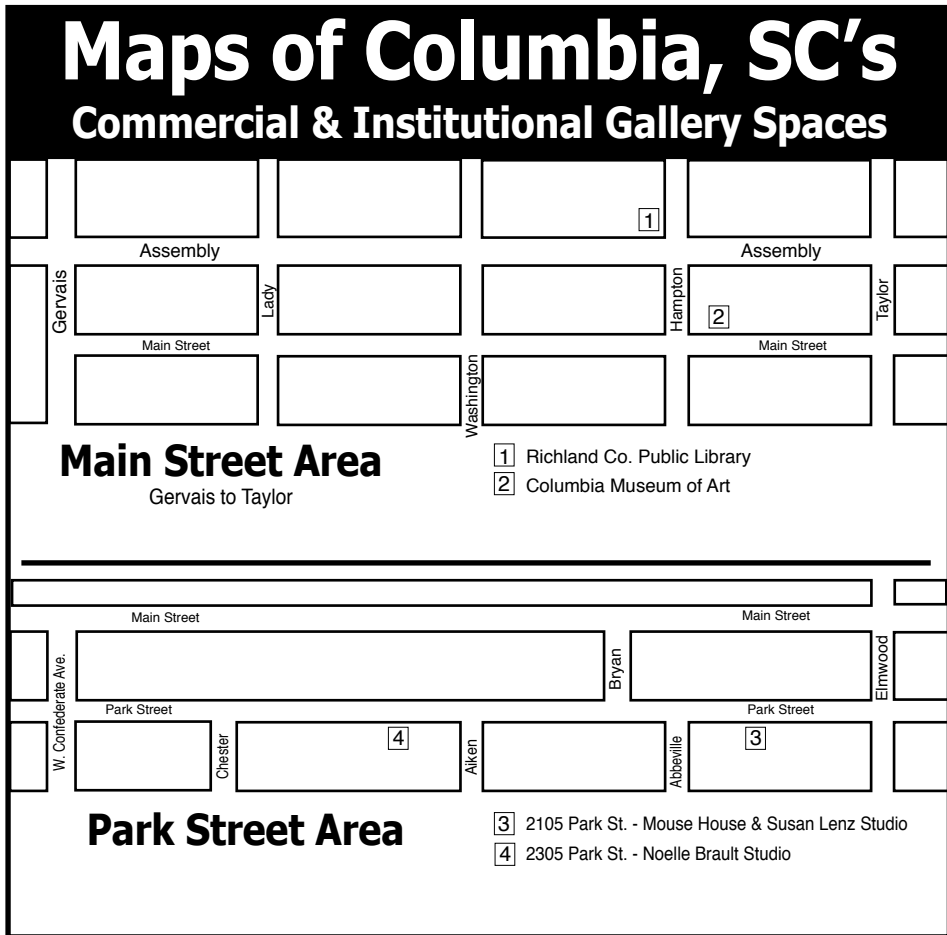 Maps of Columbia, SC’s
Commercial & Institutional Gallery Spaces
1
Assembly
Assembly
Gervais
Lady
Hampton
Taylor
2
Main Street
Main Street
Washington
Main Street Area
Gervais to Taylor
1 Richland Co. Public Library
2 Columbia Museum of Art
Main Street
Main Street
W. Confederate Ave.
Bryan
Elmwood
Park Street
Park Street
Chester
4
Aiken
Abbeville
3
Park Street Area
3 2105 Park St. - Mouse House & Susan Lenz Studio
4 2305 Park St. - Noelle Brault Studio